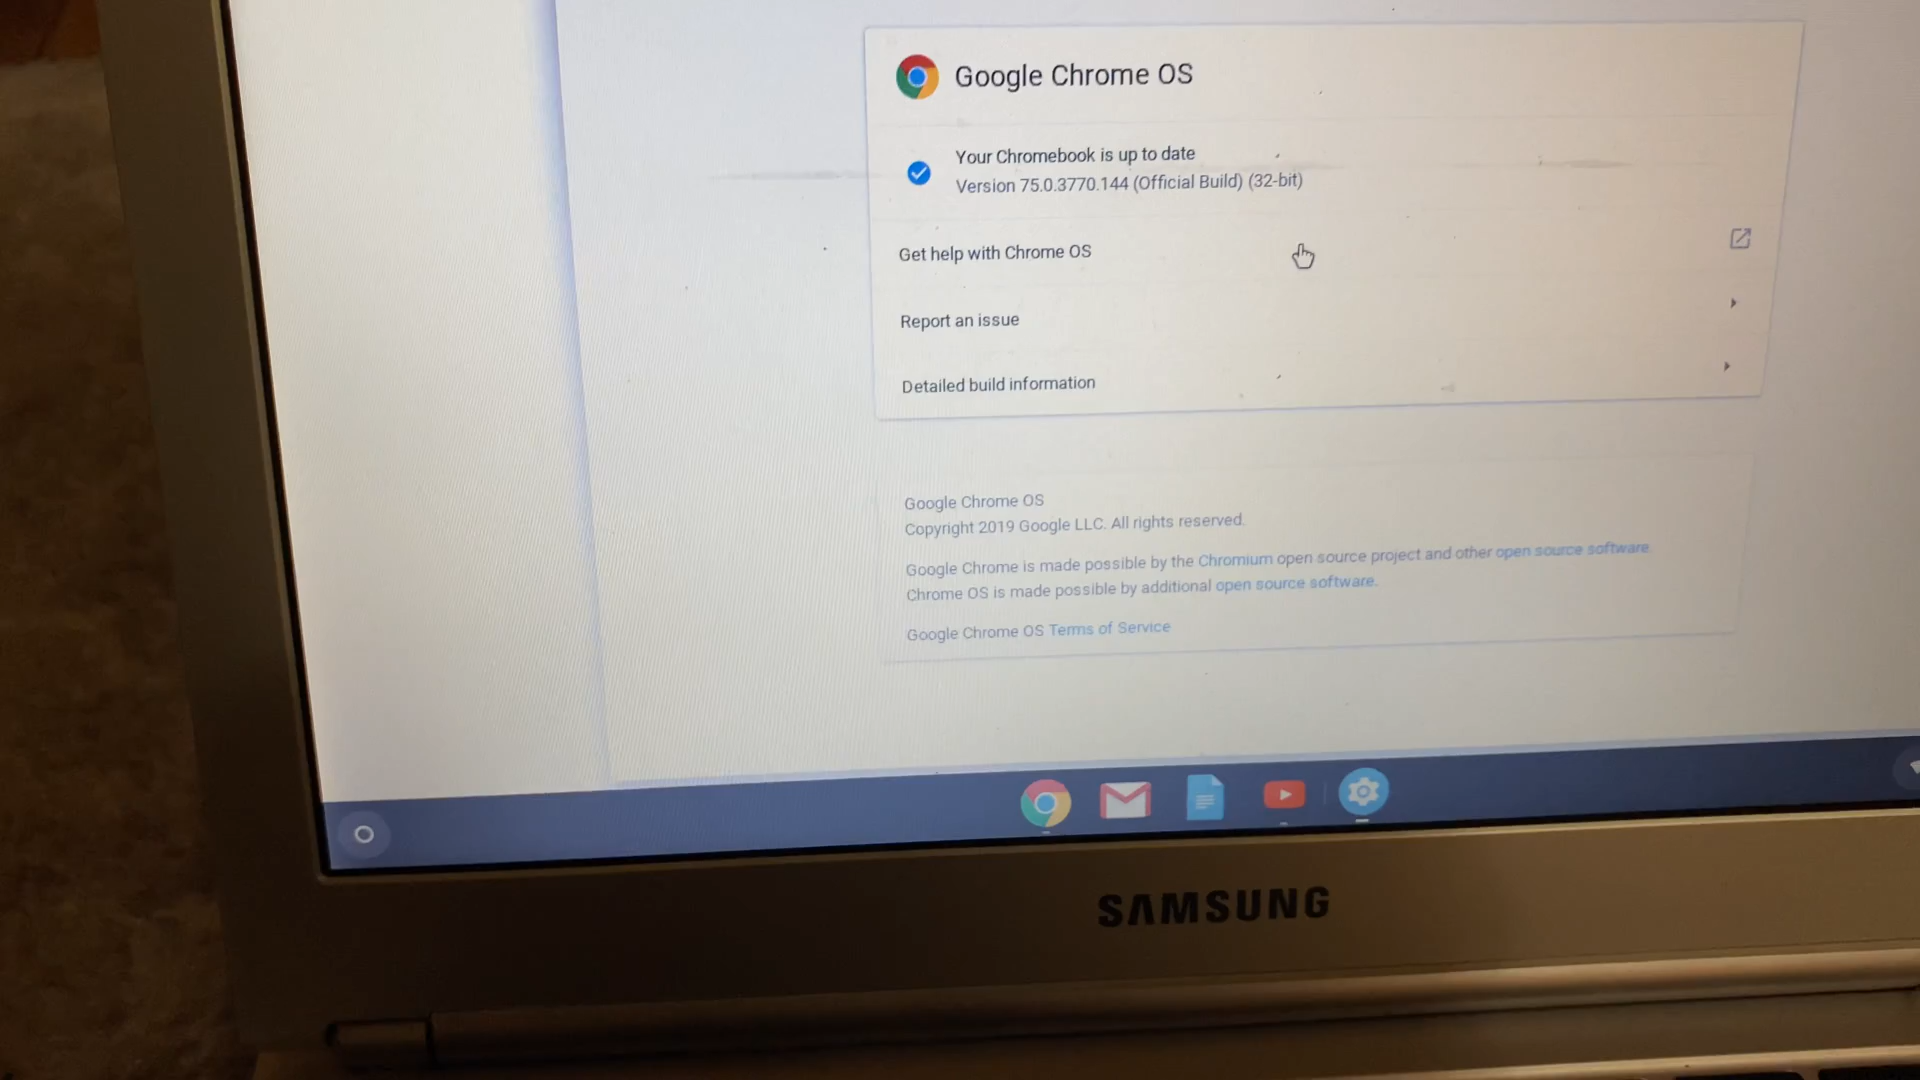 Google Chrome OS
Your Chromebook is up to date
Version 75.0.3770.144 (Official Build) (32-bit)
Get help with Chrome OS
Report an issue
Detailed build information
Google Chrome OS
Copyright 2019 Google LLC. All rights reserved.
Google Chrome is made possible by the Chromium open source project and other open source software
Chrome OS is made possible by additional open source software.
Google Chrome OS Terms of Service
SAMSUNG